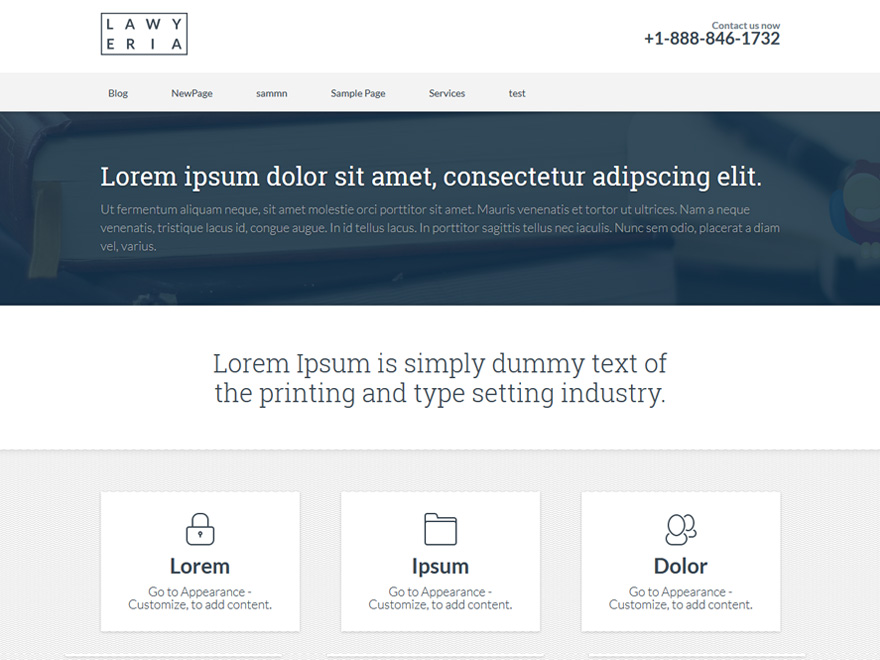 L A W Y
E R I A
Contact us now
+1-888-846-1732
Blog NewPage sammn Sample Page Services test
Lorem ipsum dolor sit amet, consectetur adipscing elit.
Ut fermentum aliquam neque, sit amet molestie orci porttitor sit amet. Mauris venenatis et tortor ut ultrices. Nam a neque
venenatis, tristique lacus id, congue augue. In id tellus lacus. In porttitor sagittis tellus nec iaculis. Nunc sem odio, placerat a diam
vel, varius.
Lorem Ipsum is simply dummy text of
the printing and type setting industry.
Lorem
Go to Appearance -
Customize, to add content.
Ipsum
Go to Appearance -
Customize, to add content.
Dolor
Go to Appearance -
Customize, to add content.